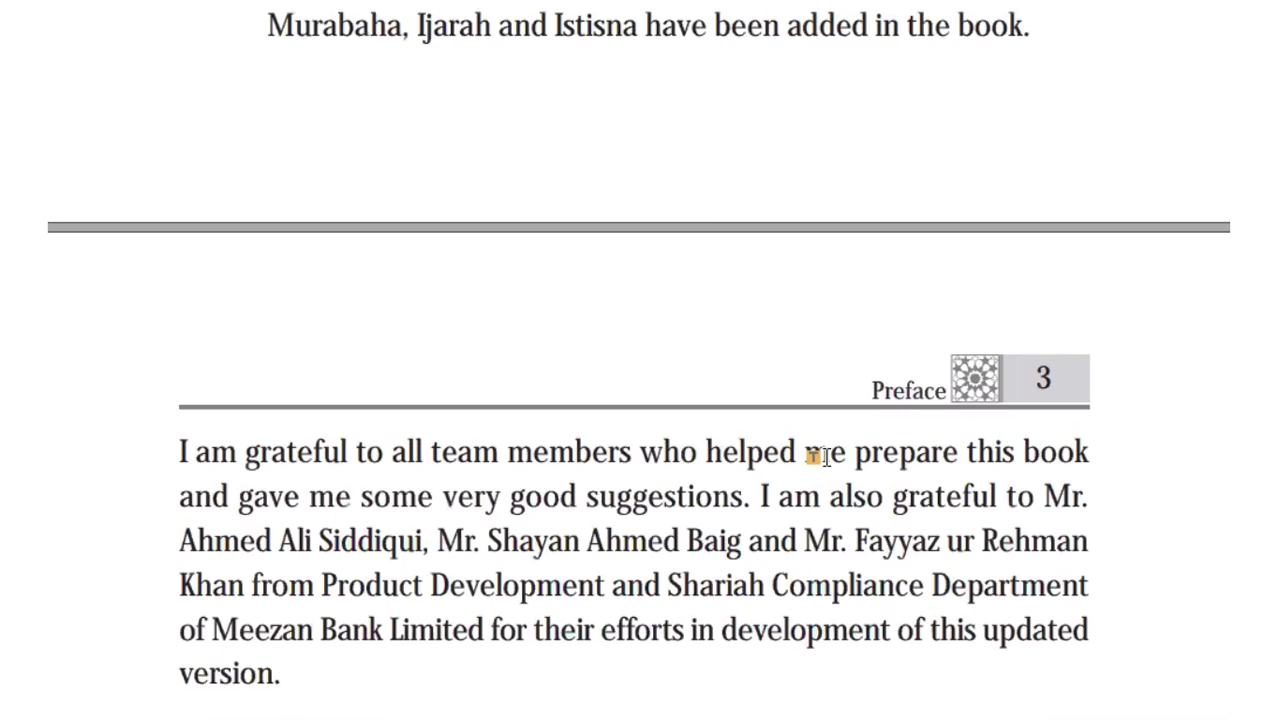 Murabaha, Ijarah and Istisna have been added in the book.
Preface 3
I am grateful to all team members who helped me prepare this book
and gave me some very good suggestions. I am also grateful to Mr.
Ahmed Ali Siddiqui, Mr. Shayan Ahmed Baig and Mr. Fayyaz ur Rehman
Khan from Product Development and Shariah Compliance Department
of Meezan Bank Limited for their efforts in development of this updated
version.